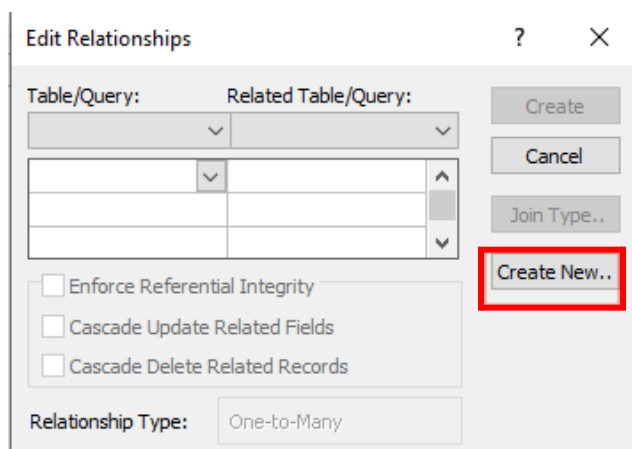 Edit Relationships ?
Table/Query: Related Table/Query:
Create
Cancel
Join Type..
Create New..
Enforce Referential Integrity
Cascade Update Related Fields
Cascade Delete Related Records
Relationship Type: One-to-Many